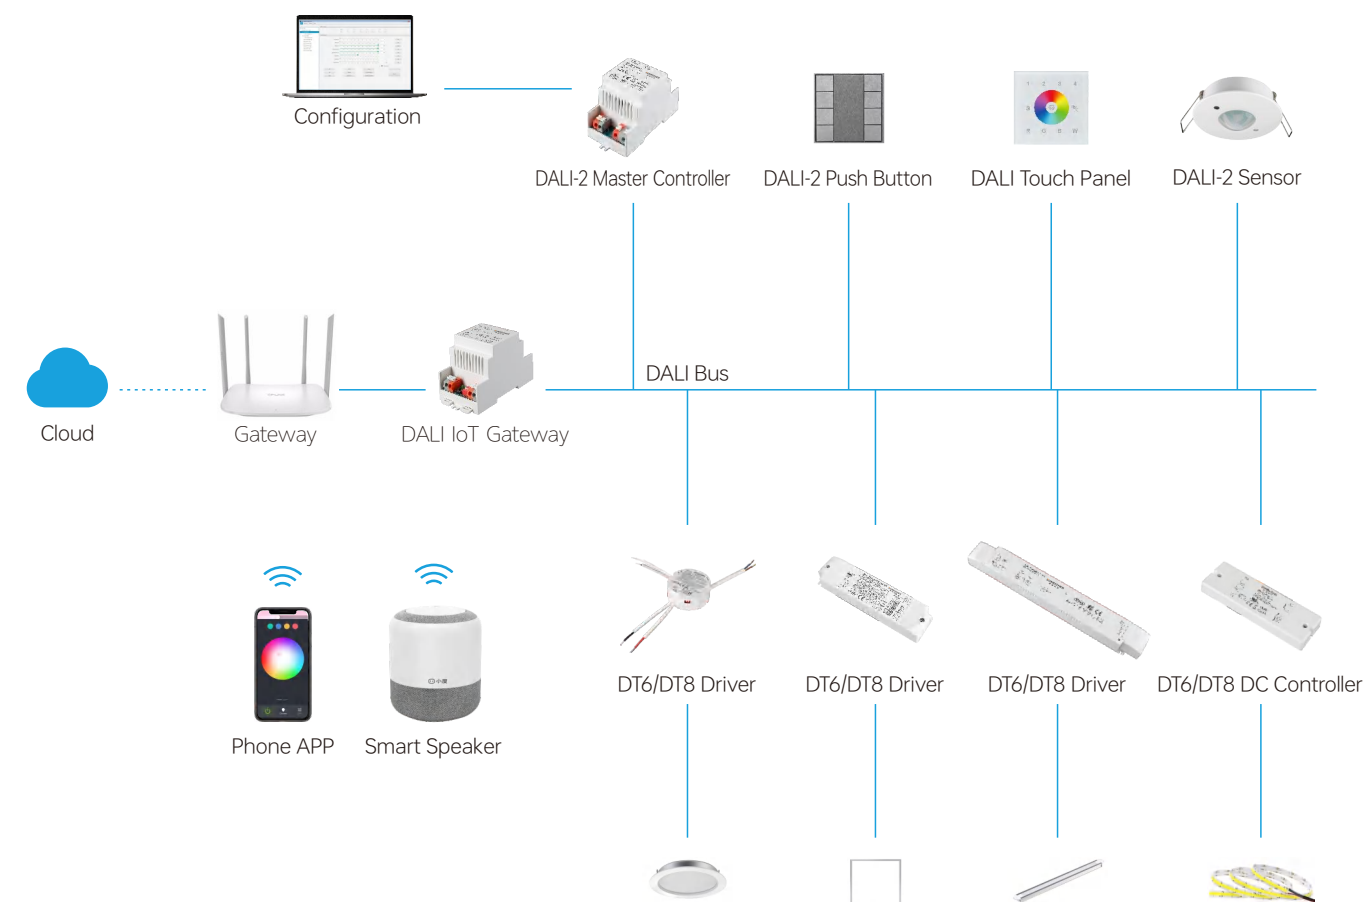 Configuration
DALI-2 Master Controller
DALI-2 Push Button
DALI Touch Panel
DALI-2 Sensor
DALI Bus
Cloud
Gateway
DALI IoT Gateway
DT6/DT8 Driver
DT6/DT8 Driver
DT6/DT8 Driver
DT6/DT8 DC Controller
Phone APP
Smart Speaker